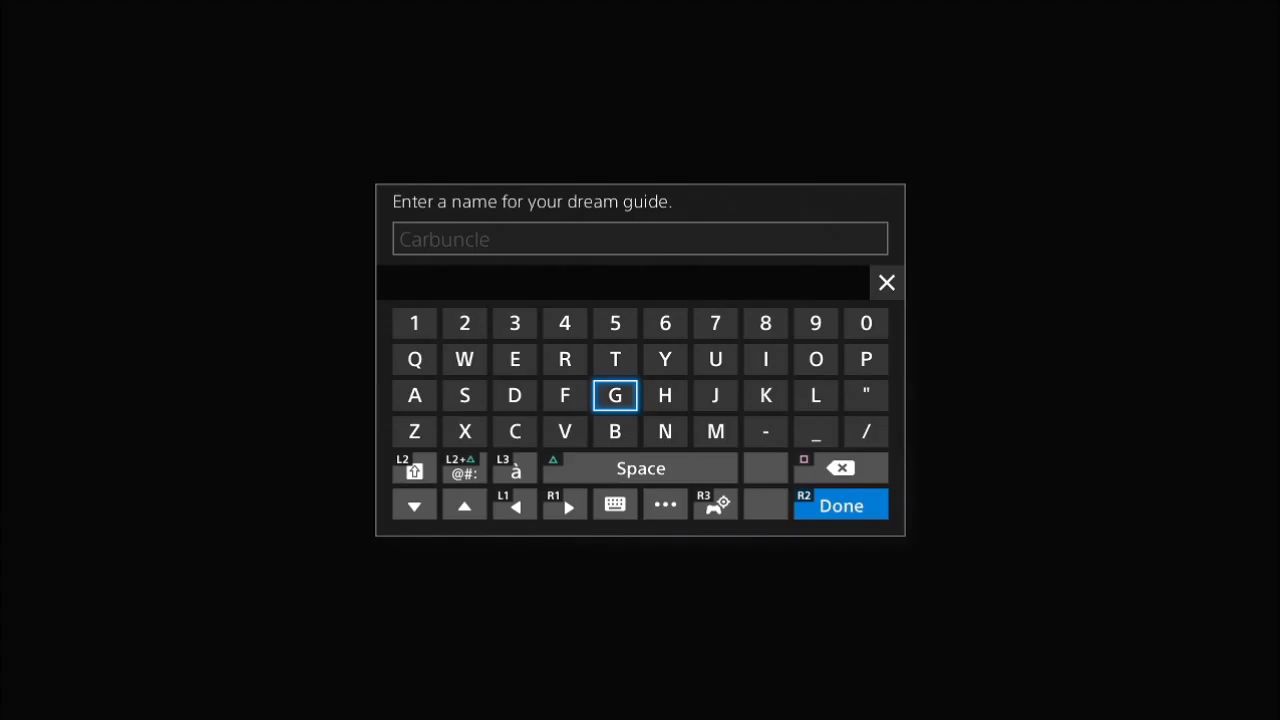 Enter a name for your dream guide.
Carbuncle
1 2 3 4 5 6 7 8 9 0
Q W E R T Y U I O P
A S D F G H J K L "
Z X C V B N M - _ /
L2 L2+△ @#: L3 à △ Space □
L1 R1 ... R3 R2 Done